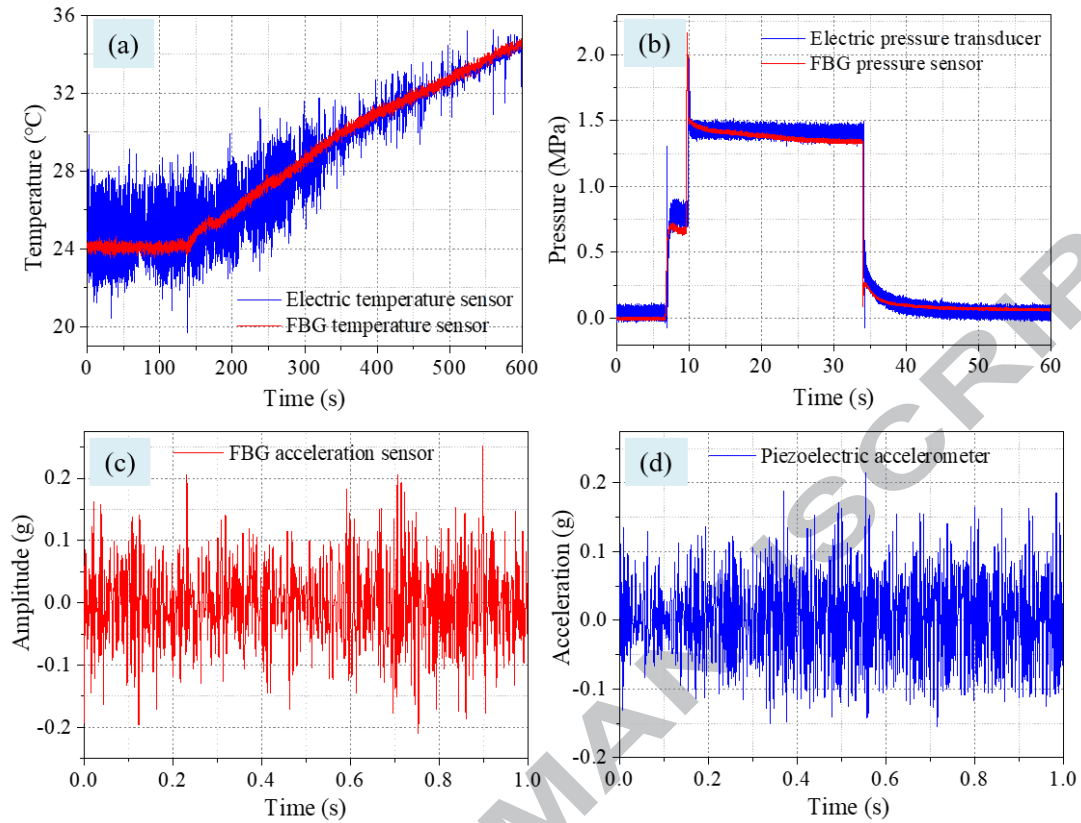 (a)
36
32
28
24
20
Temperature (°C)
Electric temperature sensor
FBG temperature sensor
0 100 200 300 400 500 600
Time (s)
(b)
2.0
1.5
1.0
0.5
0.0
Pressure (MPa)
Electric pressure transducer
FBG pressure sensor
0 10 20 30 40 50 60
Time (s)
(c)
FBG acceleration sensor
0.2
0.1
0.0
-0.1
-0.2
Amplitude (g)
0.0 0.2 0.4 0.6 0.8 1.0
Time (s)
(d)
Piezoelectric accelerometer
0.2
0.1
0.0
-0.1
-0.2
Acceleration (g)
0.0 0.2 0.4 0.6 0.8 1.0
Time (s)
MANUSCRIP